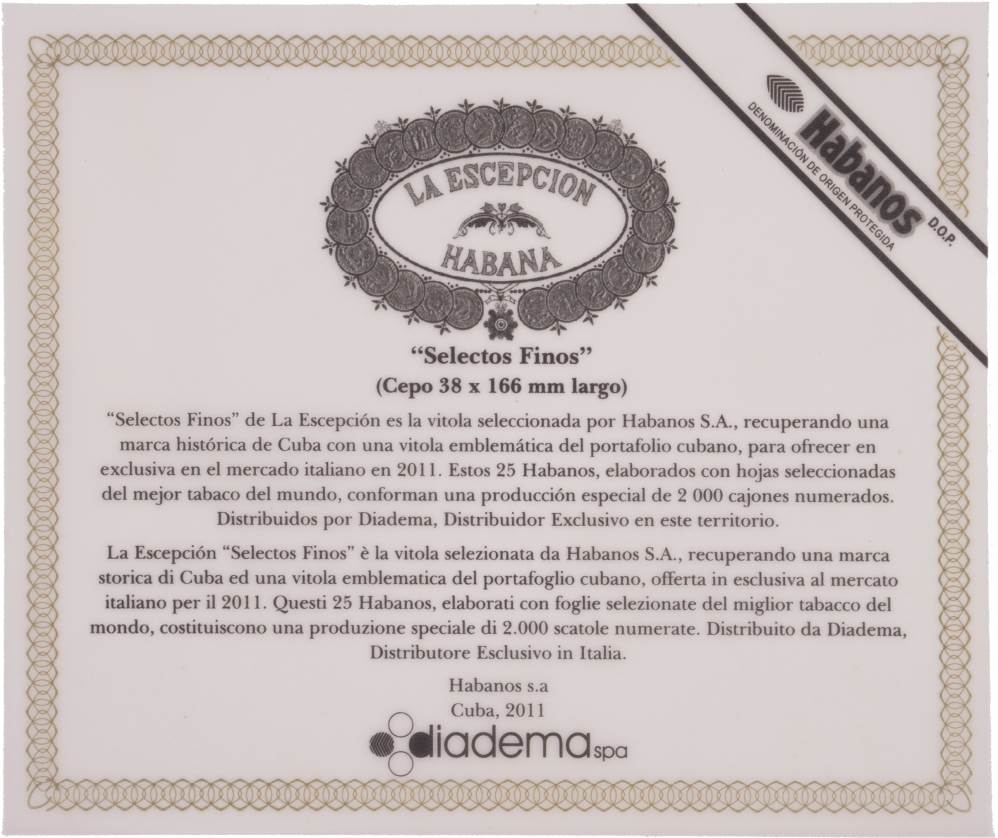 LA ESCEPCION
HABANA
Habanos
D.O.P.
DENOMINACIÓN DE ORIGEN PROTEGIDA
“Selectos Finos”
(Cepo 38 x 166 mm largo)
“Selectos Finos” de La Escepción es la vitola seleccionada por Habanos S.A., recuperando una
marca histórica de Cuba con una vitola emblemática del portafolio cubano, para ofrecer en
exclusiva en el mercado italiano en 2011. Estos 25 Habanos, elaborados con hojas seleccionadas
del mejor tabaco del mundo, conforman una producción especial de 2 000 cajones numerados.
Distribuidos por Diadema, Distribuidor Exclusivo en este territorio.
La Escepción “Selectos Finos” è la vitola selezionata da Habanos S.A., recuperando una marca
storica di Cuba ed una vitola emblematica del portafoglio cubano, offerta in esclusiva al mercato
italiano per il 2011. Questi 25 Habanos, elaborati con foglie selezionate del miglior tabacco del
mondo, costituiscono una produzione speciale di 2.000 scatole numerate. Distribuito da Diadema,
Distributore Esclusivo in Italia.
Habanos s.a
Cuba, 2011
diadema spa